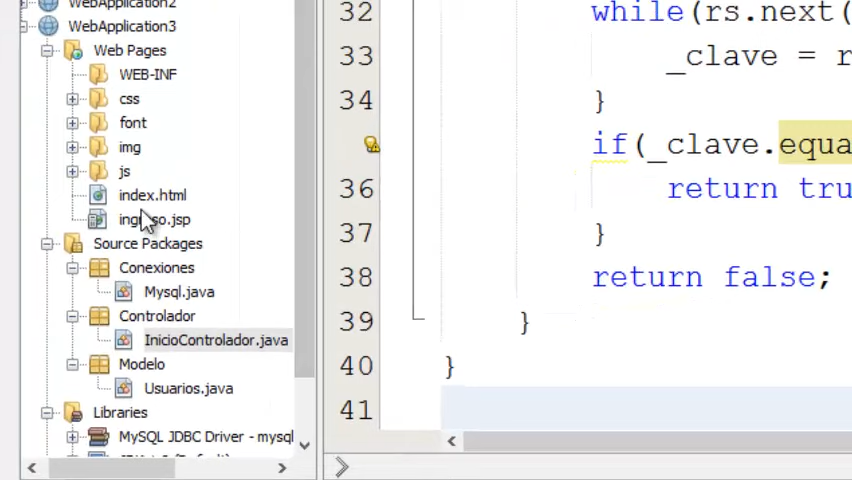 WebApplication2
WebApplication3
Web Pages
WEB-INF
css
font
img
js
index.html
ingreso.jsp
Source Packages
Conexiones
Mysql.java
Controlador
InicioControlador.java
Modelo
Usuarios.java
Libraries
MySQL JDBC Driver - mysql
32 while(rs.next(
33 _clave = r
34 }
if(_clave.equa
36 return tru
37 }
38 return false;
39 }
40 }
41